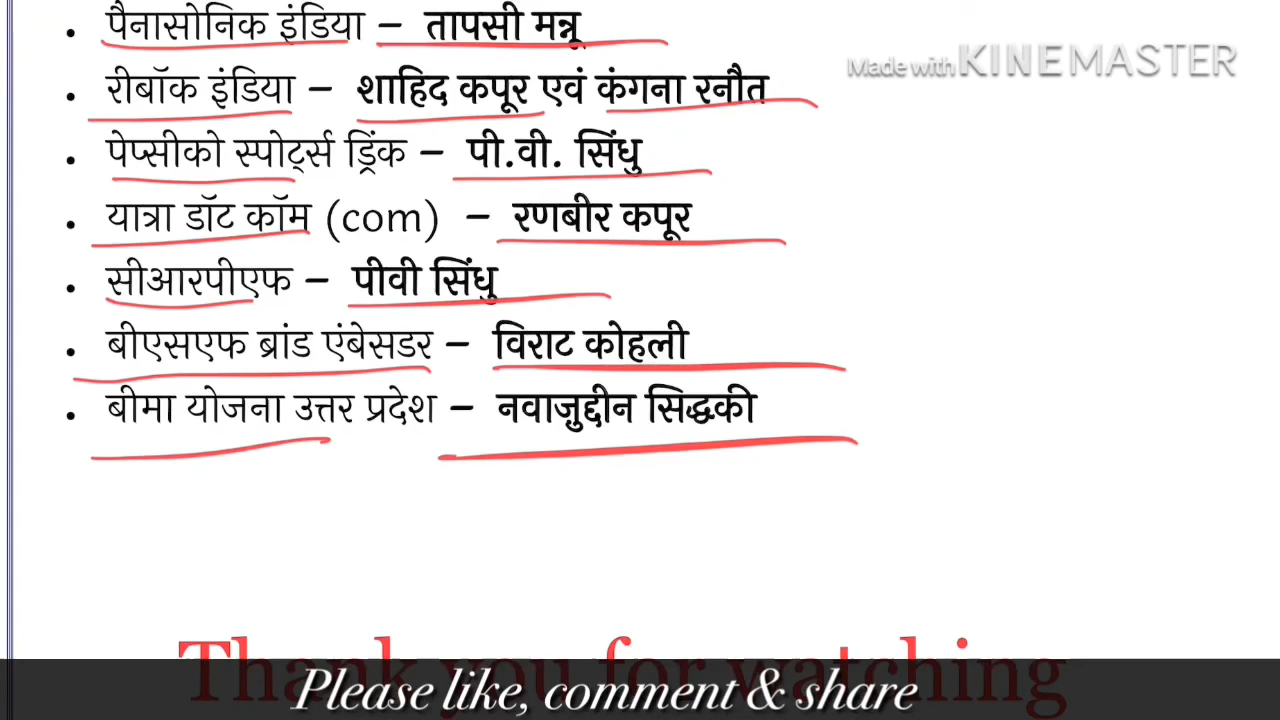 • पैनासोनिक इंडिया – तापसी मन्नू
Made with KINEMASTER
• रीबॉक इंडिया – शाहिद कपूर एवं कंगना रनौत
• पेप्सीको स्पोर्ट्स ड्रिंक – पी.वी. सिंधु
• यात्रा डॉट कॉम (com) – रणबीर कपूर
• सीआरपीएफ – पीवी सिंधु
• बीएसएफ ब्रांड एंबेसडर – विराट कोहली
• बीमा योजना उत्तर प्रदेश – नवाजुद्दीन सिद्धकी
Thank you for watching
Please like, comment & share